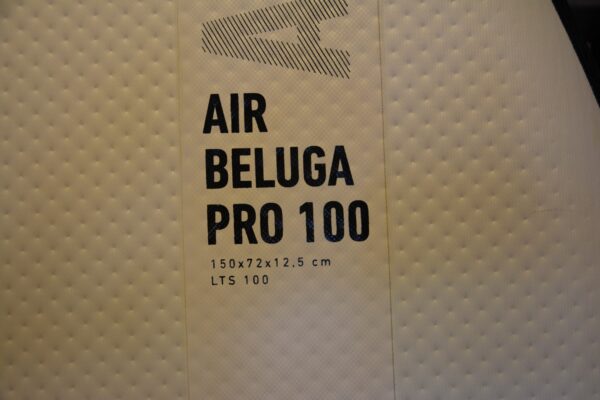 A
AIR
BELUGA
PRO 100
150x72x12,5 cm
LTS 100